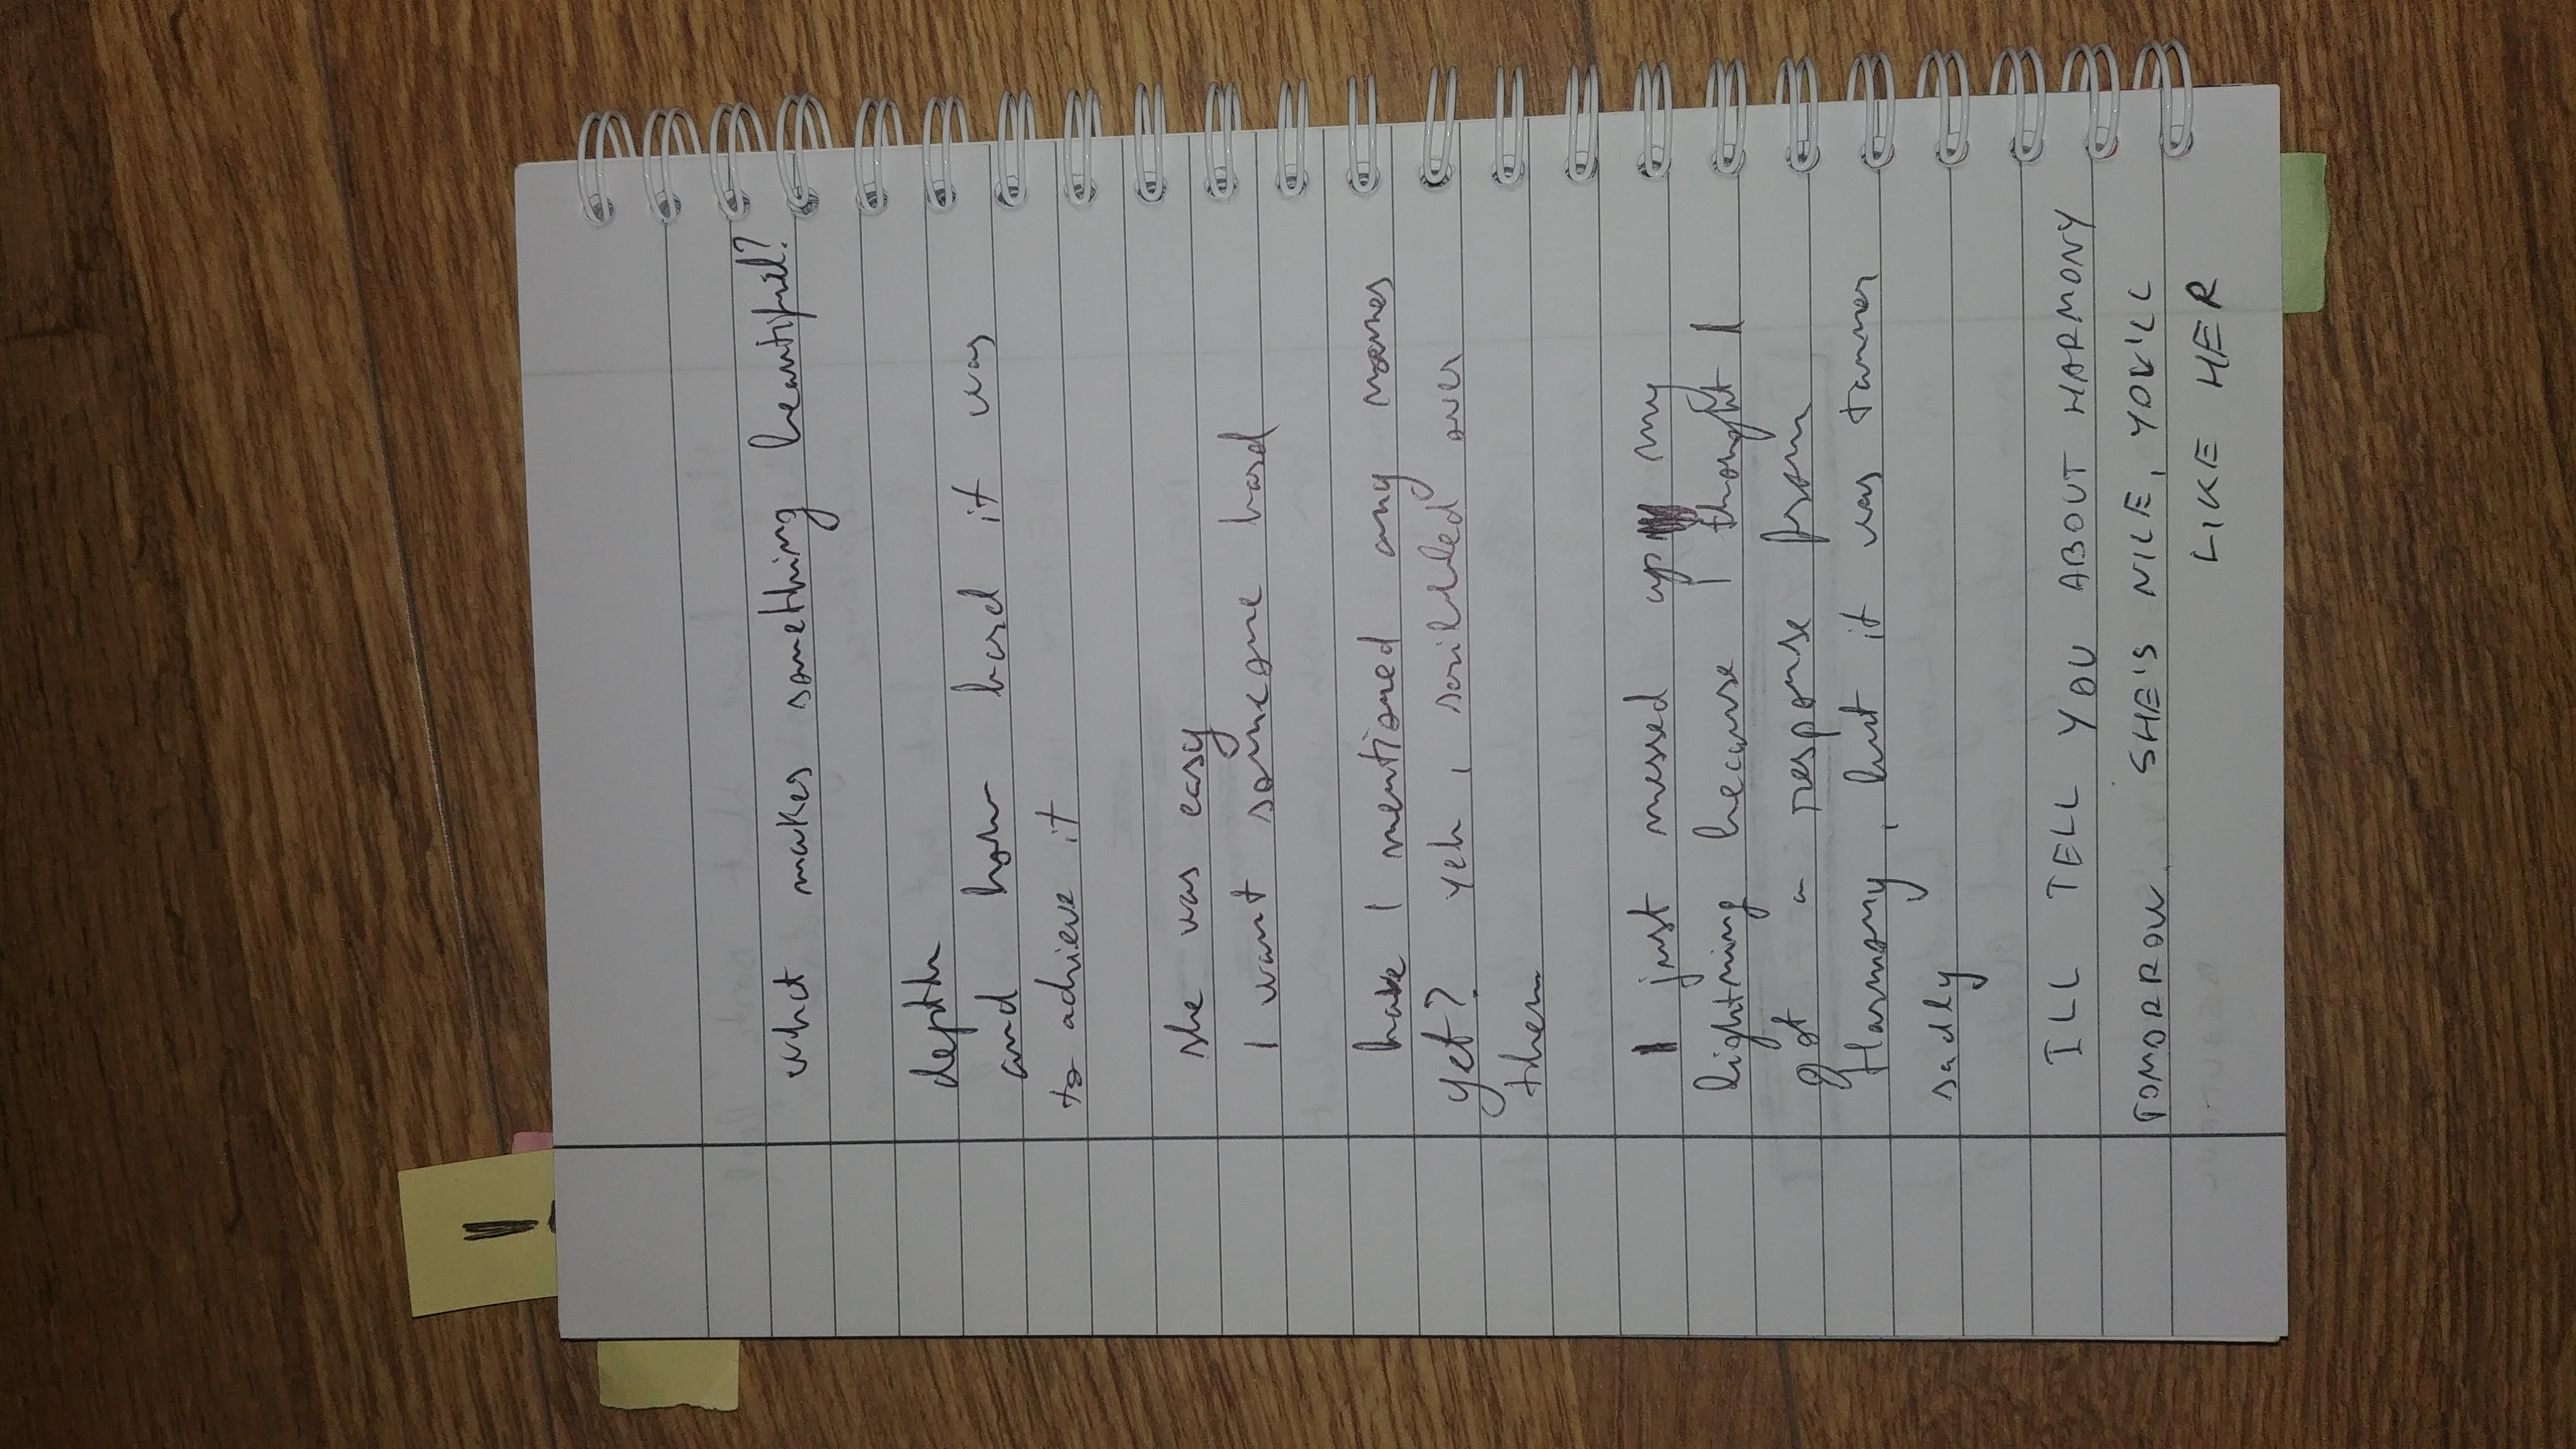 !
what makes something beautiful?
depth
and how hard it was
to achieve it
she was easy
I want someone hard
have I mentioned any names
yet? yeh, scribbled over
them
I just messed up my
lightning because I thought I
got a response from
Harmony, but it was tanner
sadly
ILL TELL YOU ABOUT HARMONY
TOMORROW. SHE'S NICE, YOU'LL
LIKE HER